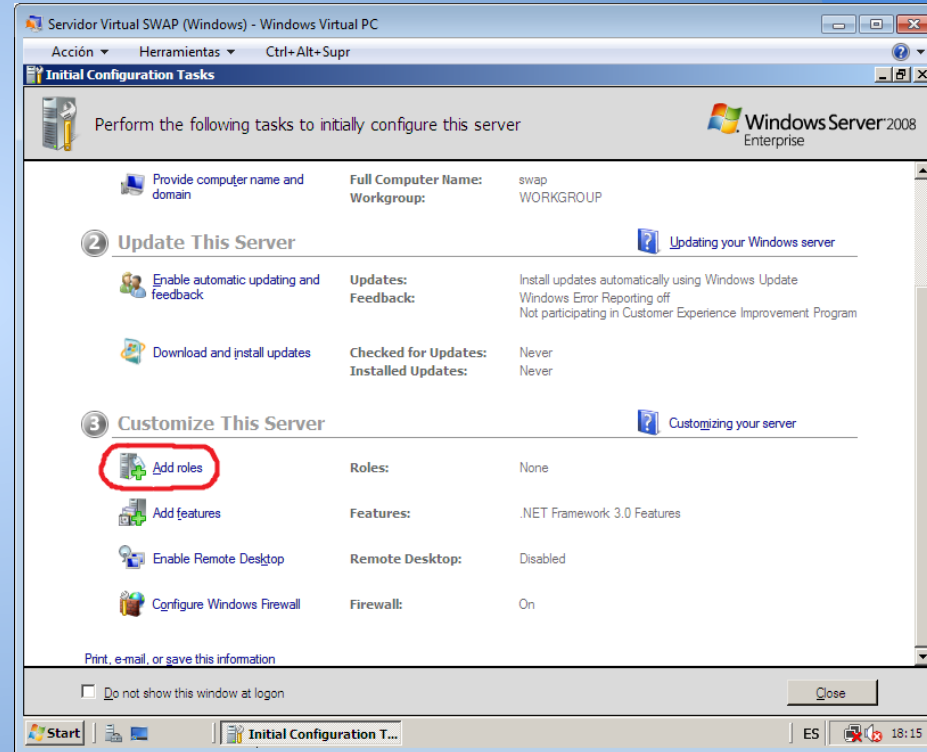 Servidor Virtual SWAP (Windows) - Windows Virtual PC
Acción Herramientas Ctrl+Alt+Supr
Initial Configuration Tasks
Perform the following tasks to initially configure this server
Windows Server 2008
Enterprise
Provide computer name and domain
Full Computer Name: swap
Workgroup: WORKGROUP
2 Update This Server
Updating your Windows server
Enable automatic updating and feedback
Updates: Install updates automatically using Windows Update
Feedback: Windows Error Reporting off
Not participating in Customer Experience Improvement Program
Download and install updates
Checked for Updates: Never
Installed Updates: Never
3 Customize This Server
Customizing your server
Add roles Roles: None
Add features Features: .NET Framework 3.0 Features
Enable Remote Desktop Remote Desktop: Disabled
Configure Windows Firewall Firewall: On
Print, e-mail, or save this information
Do not show this window at logon
Close
Start Initial Configuration T... ES 18:15